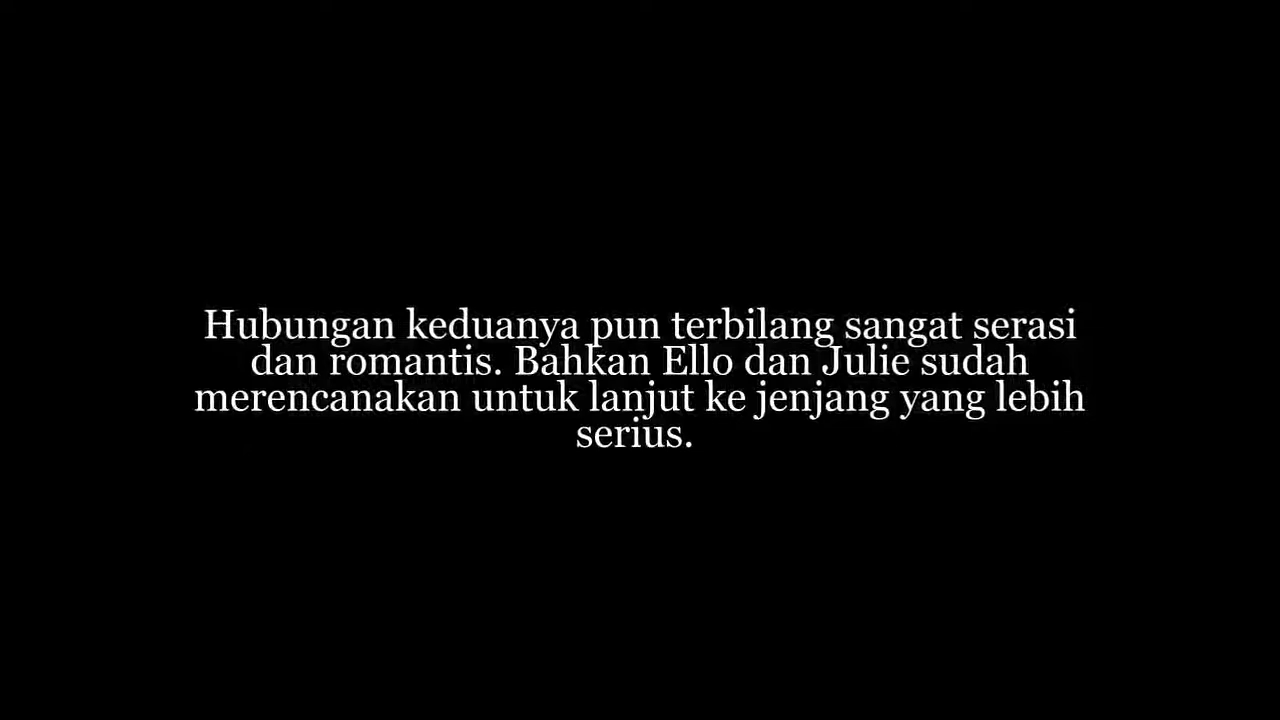 Hubungan keduanya pun terbilang sangat serasi
dan romantis. Bahkan Ello dan Julie sudah
merencanakan untuk lanjut ke jenjang yang lebih
serius.